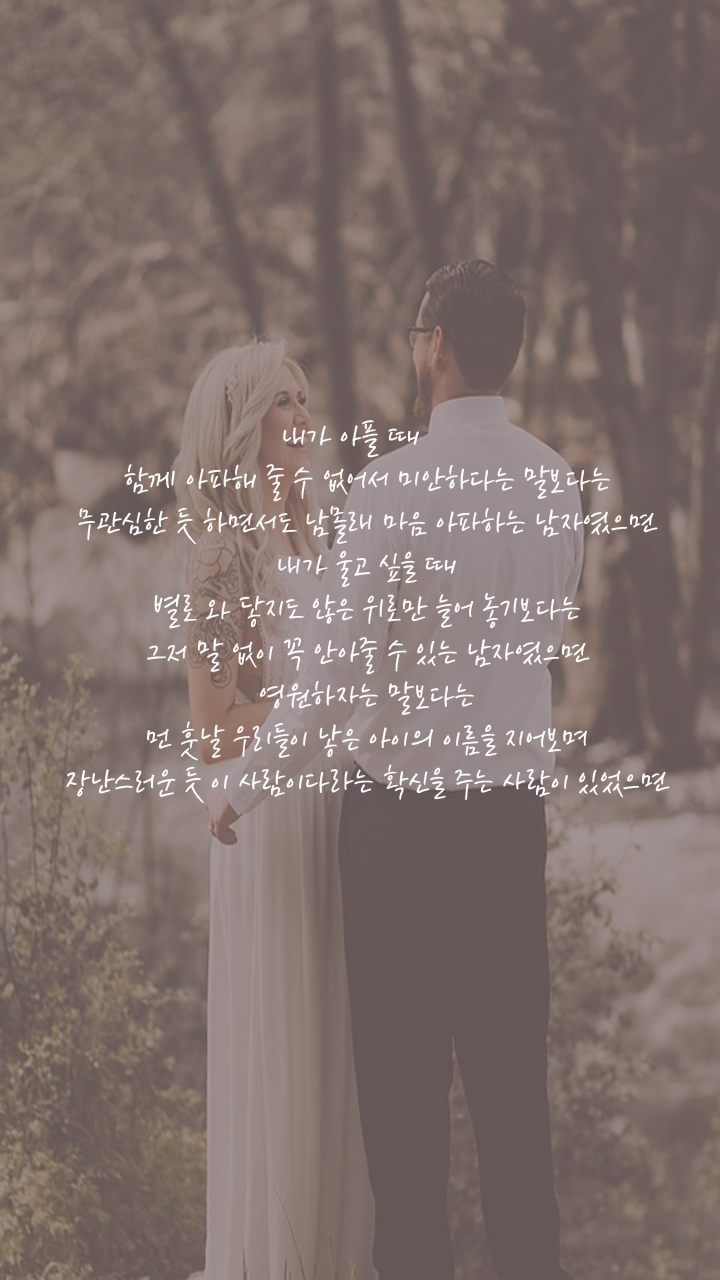 내가 아플 때
함께 아파해 줄 수 없어서 미안하다는 말보다는
무관심한 듯 하면서도 남몰래 마음 아파하는 남자였으면
내가 울고 싶을 때
별로 와 닿지도 않은 위로만 늘어 놓기보다는
그저 말 없이 꼭 안아줄 수 있는 남자였으면
영원하자는 말보다는
먼 훗날 우리들이 낳은 아이의 이름을 지어보며
장난스러운 듯 이 사람이다라는 확신을 주는 사람이 있었으면